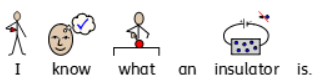 I know what an insulator is.